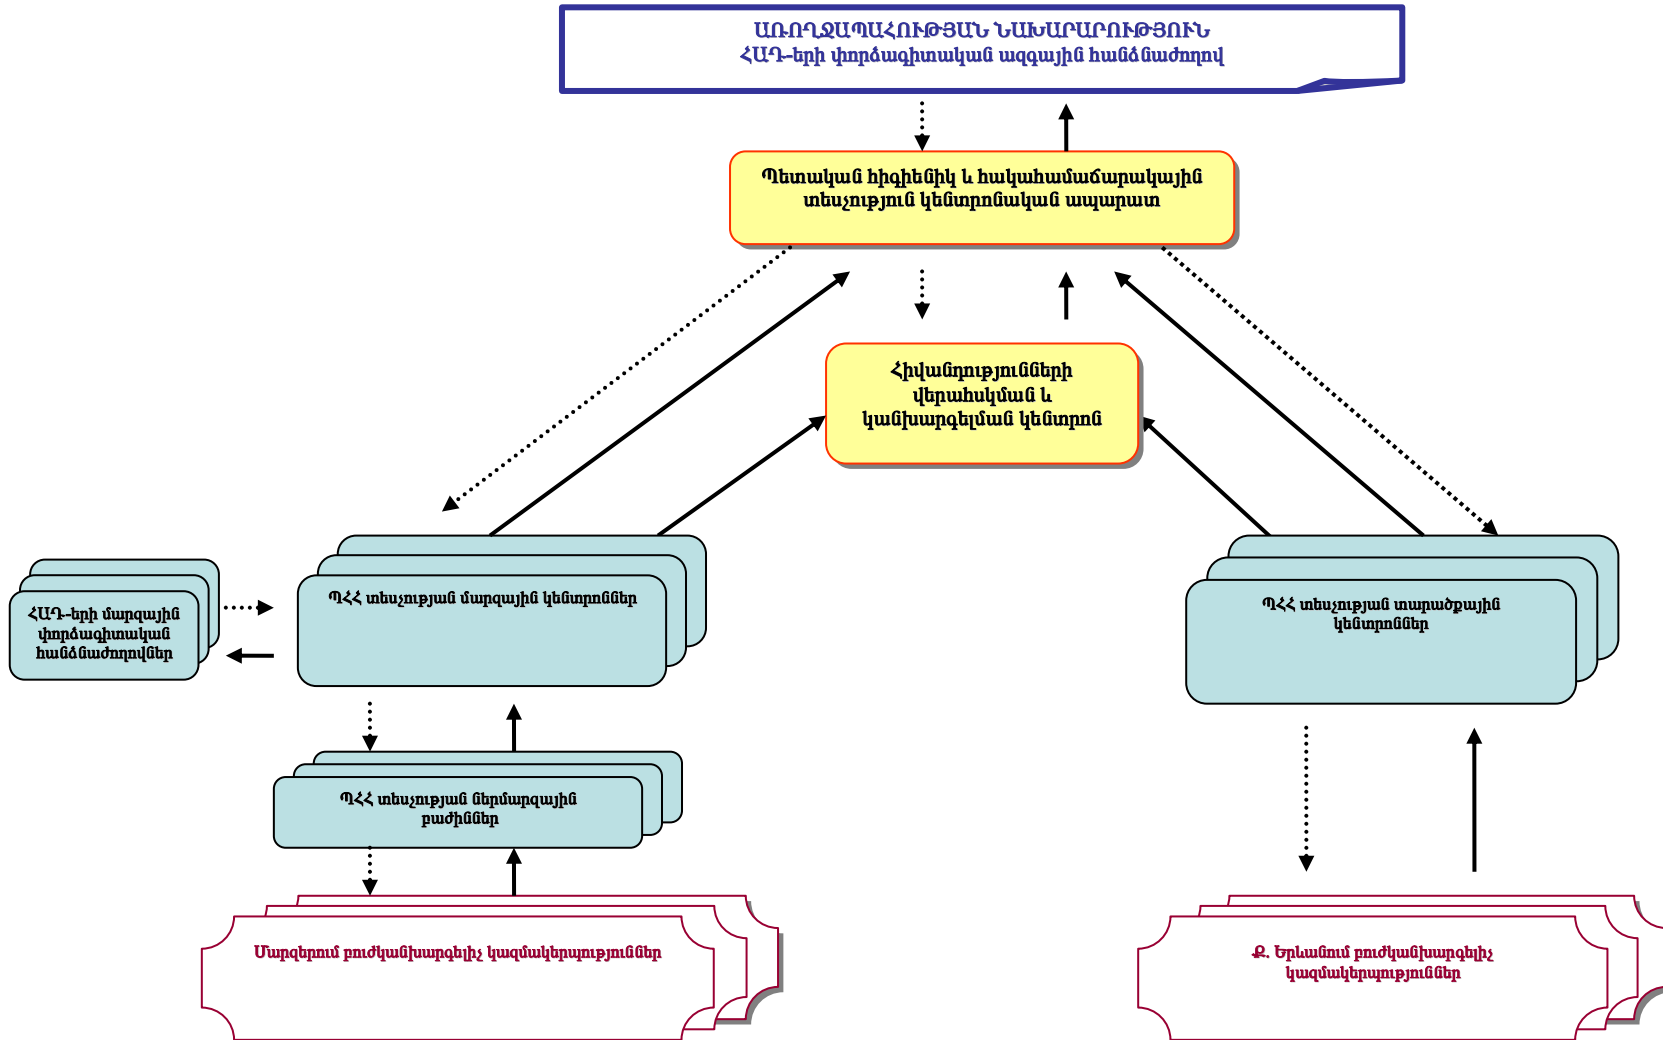 ԱՌՈՂՋԱՊԱՀՈՒԹՅԱՆ ՆԱԽԱՐԱՐՈՒԹՅՈՒՆ
ՀԱԴ-երի փորձագիտական ազգային հանձնաժողով
Պետական հիգիենիկ և հակահամաճարակային
տեսչություն կենտրոնական ապարատ
Հիվանդությունների
վերահսկման և
կանխարգելման կենտրոն
ՀԱԴ-երի մարզային
փորձագիտական
հանձնաժողովներ
ՊՀՀ տեսչության մարզային կենտրոններ
ՊՀՀ տեսչության տարածքային
կենտրոններ
ՊՀՀ տեսչության ներմարզային
բաժիններ
Մարզերում բուժկանխարգելիչ կազմակերպություններ
Ք. Երևանում բուժկանխարգելիչ
կազմակերպություններ